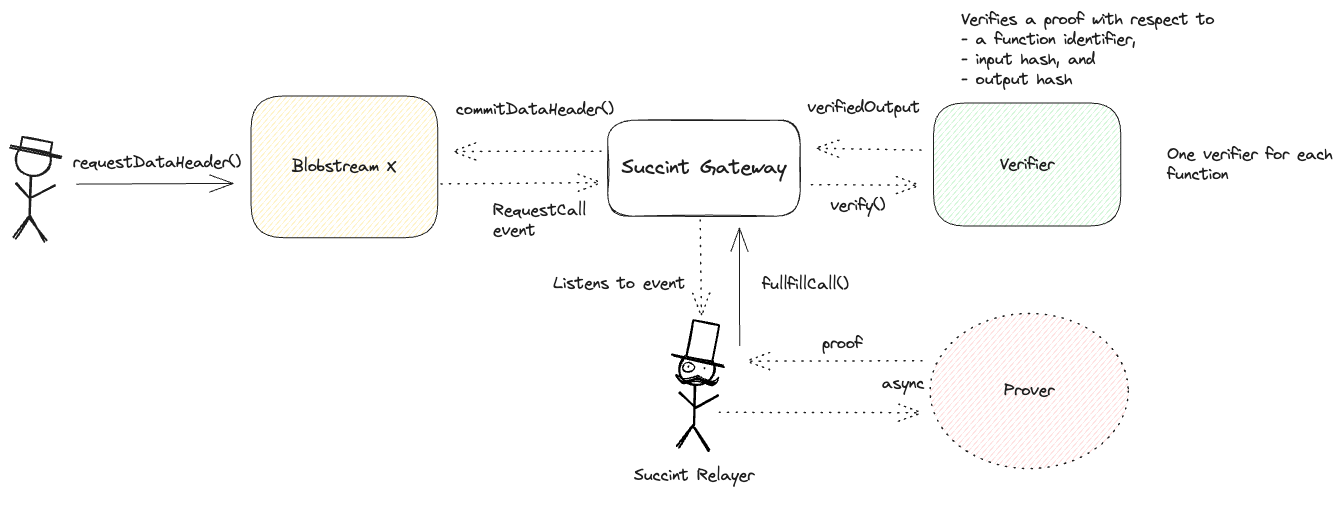 Verifies a proof with respect to
- a function identifier,
- input hash, and
- output hash
commitDataHeader()
verifiedOutput
requestDataHeader()
Blobstream X
Succint Gateway
Verifier
One verifier for each
function
RequestCall
event
verify()
Listens to event
fullfillCall()
proof
async
Prover
Succint Relayer